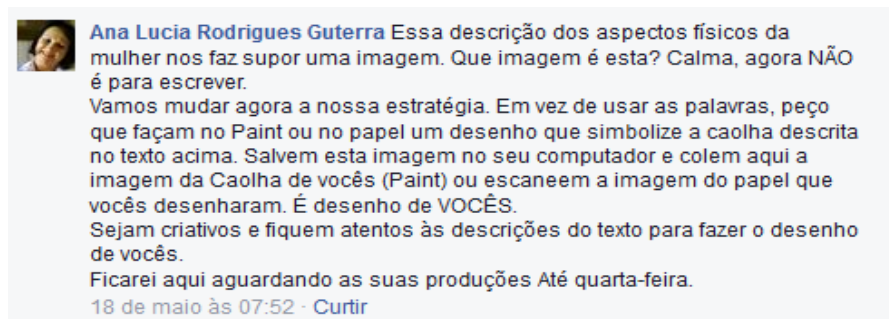 Ana Lucia Rodrigues Guterra Essa descrição dos aspectos físicos da
mulher nos faz supor uma imagem. Que imagem é esta? Calma, agora NÃO
é para escrever.
Vamos mudar agora a nossa estratégia. Em vez de usar as palavras, peço
que façam no Paint ou no papel um desenho que simbolize a caolha descrita
no texto acima. Salvem esta imagem no seu computador e colem aqui a
imagem da Caolha de vocês (Paint) ou escaneem a imagem do papel que
vocês desenharam. É desenho de VOCÊS.
Sejam criativos e fiquem atentos às descrições do texto para fazer o desenho
de vocês.
Ficarei aqui aguardando as suas produções Até quarta-feira.
18 de maio às 07:52 · Curtir